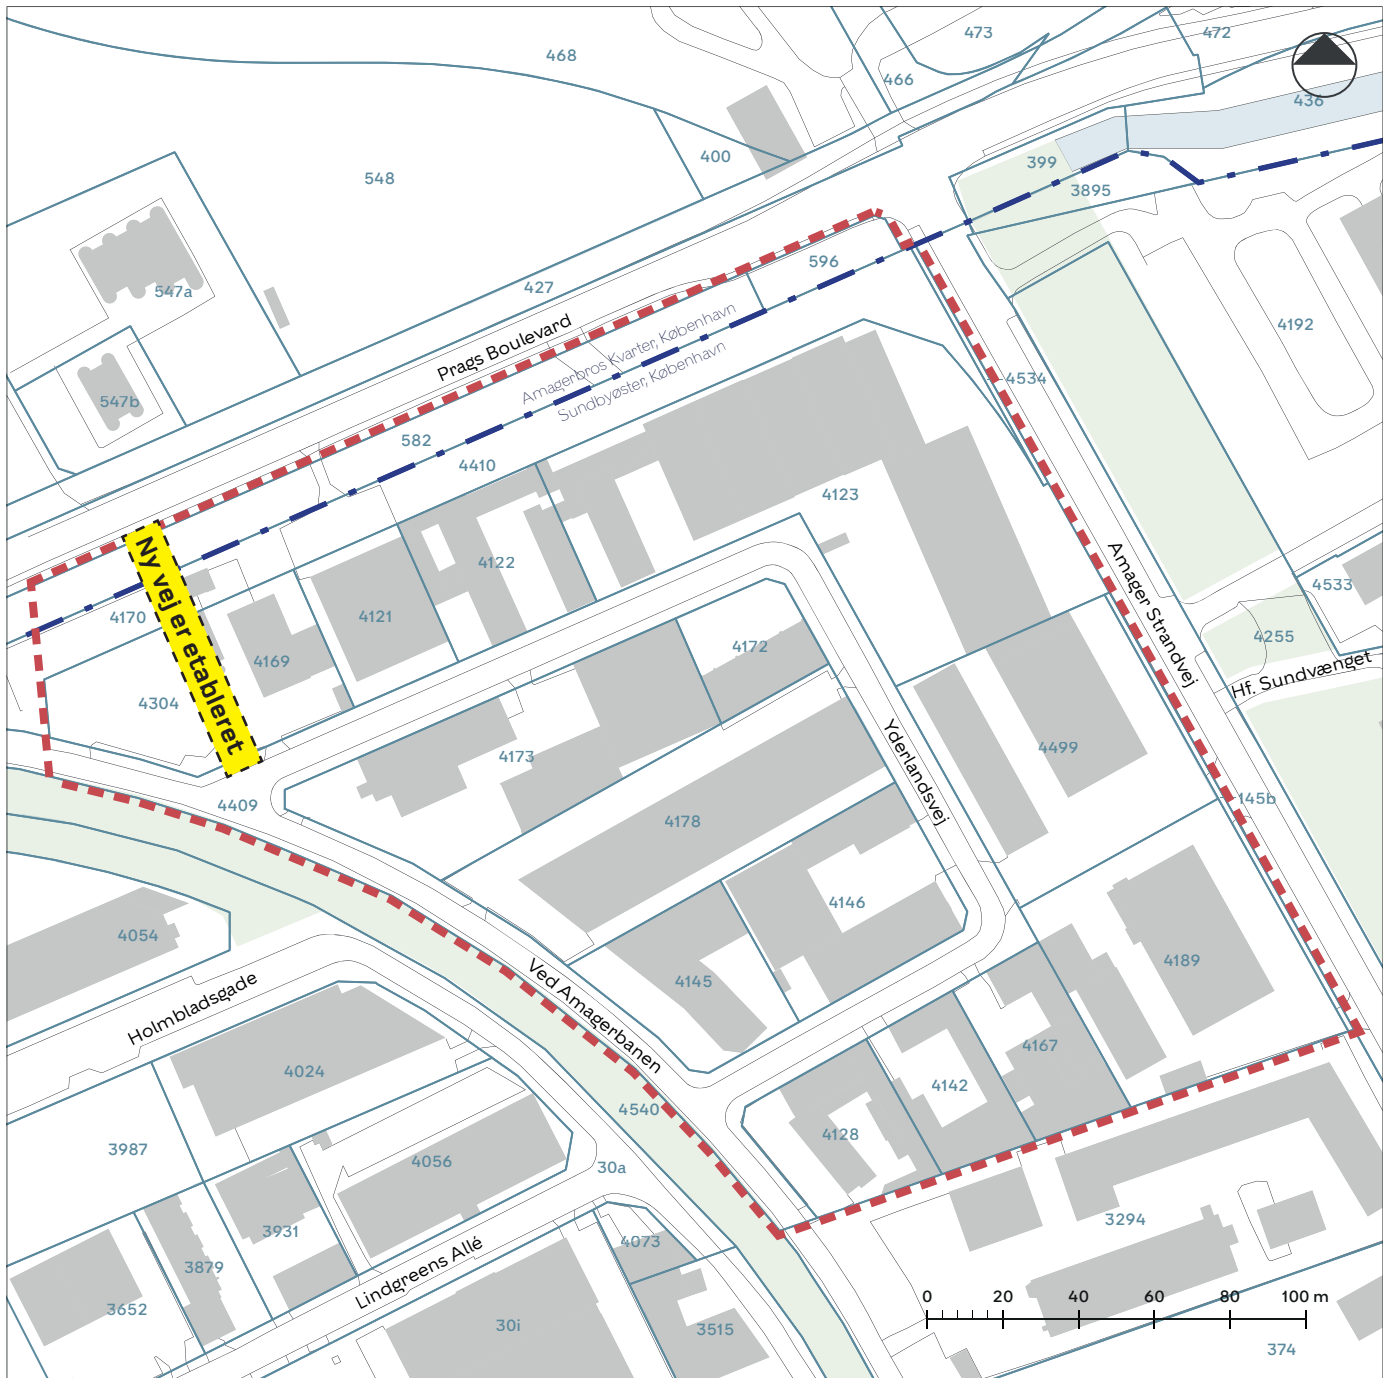 473
472
468
466
436
400
399
548
3895
596
547a
427
4192
Prags Boulevard
Amagerbros Kvarter, København
Sundbyøster, København
4534
547b
582
4410
4123
Ny vej er etableret
4122
Amager Strandvej
4533
4170
4121
4255
4172
4169
Hf. Sundvænget
4304
4173
4499
Yderlandsvej
4409
4178
145b
4146
4054
4145
4189
Holmbladsgade
Ved Amagerbanen
4167
4024
4142
4540
4128
3987
4056
30a
3294
3931
4073
3879
Lindgreens Allé
3652
30i
3515
0 20 40 60 80 100 m
374